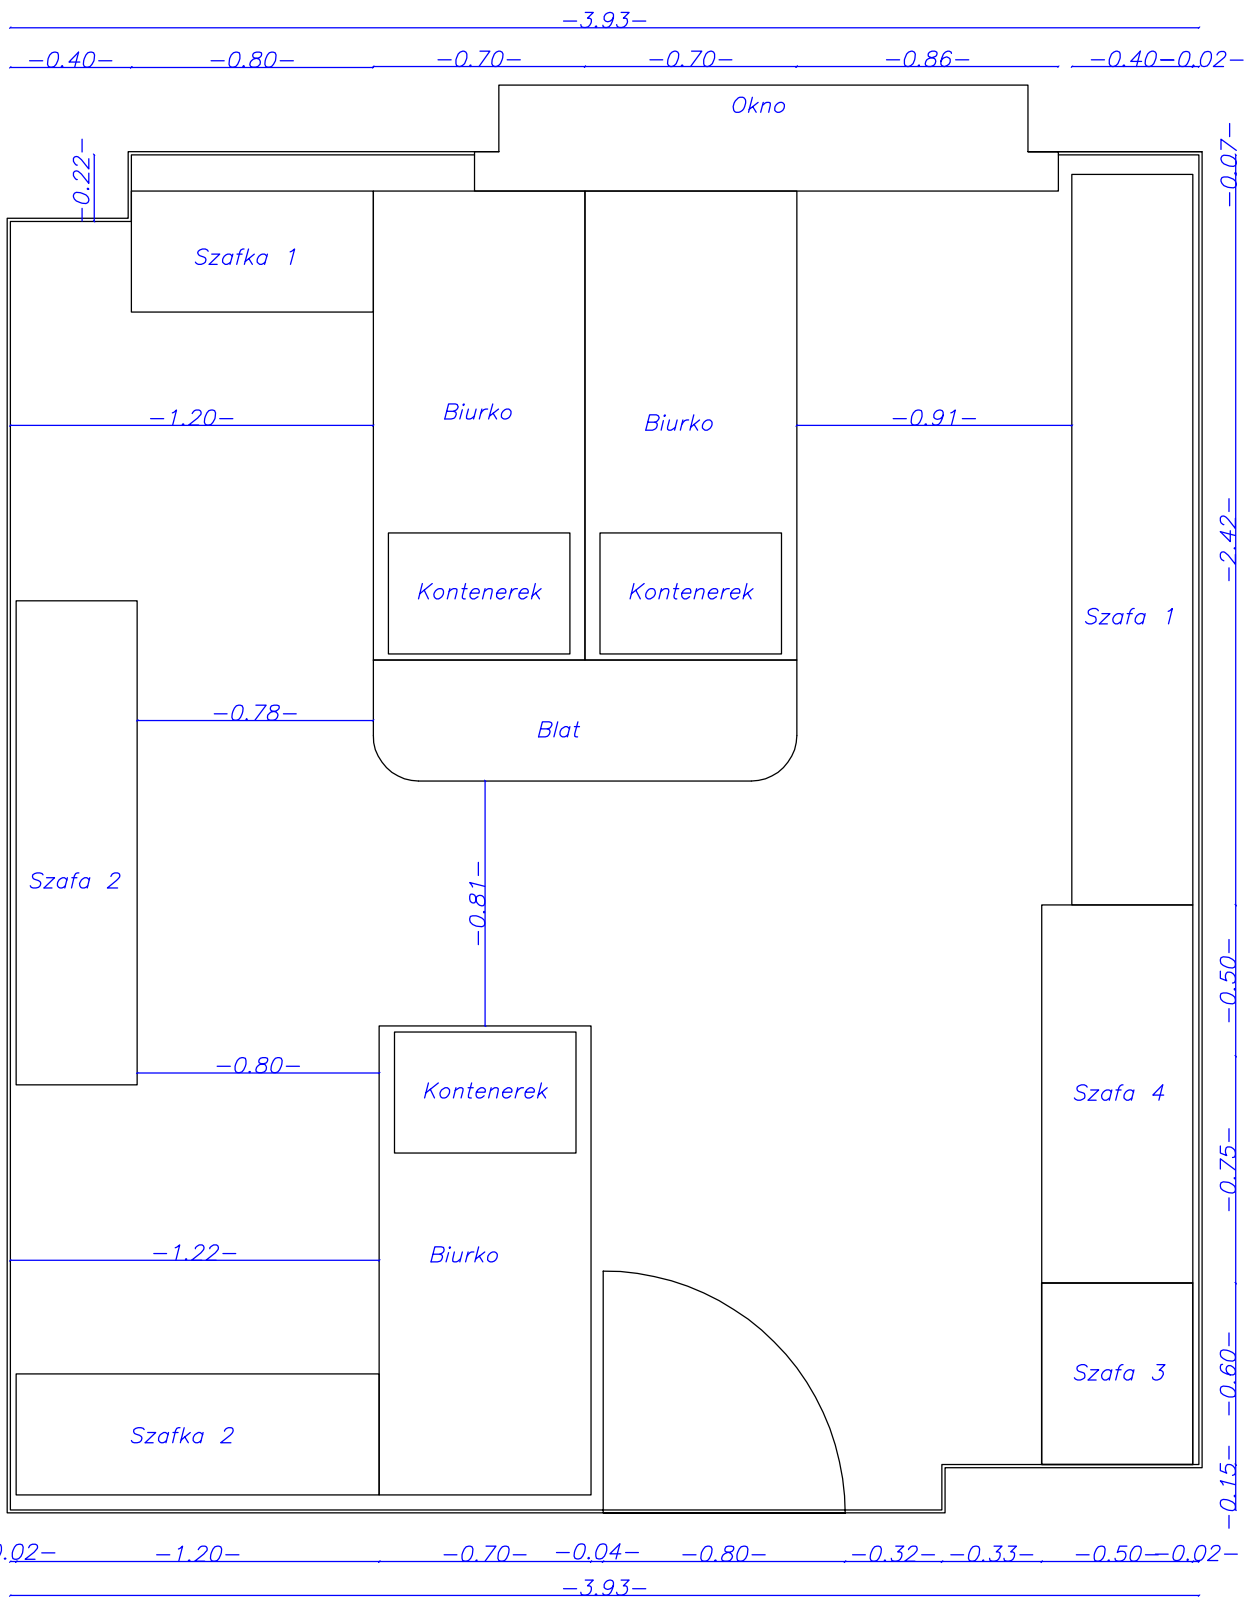 -3.93-
-0.40-
-0.80-
-0.70-
-0.70-
-0.86-
-0.40-
-0.02-
Okno
-0.22-
-0.07-
Szafka 1
Biurko
Biurko
-1.20-
-0.91-
-2.42-
Kontenerek
Kontenerek
Szafa 1
-0.78-
Blat
Szafa 2
-0.81-
-0.50-
-0.80-
Kontenerek
Szafa 4
-0.75-
-1.22-
Biurko
Szafa 3
-0.60-
Szafka 2
-0.15-
0.02-
-1.20-
-0.70-
-0.04-
-0.80-
-0.32-
-0.33-
-0.50-
-0.02-
-3.93-